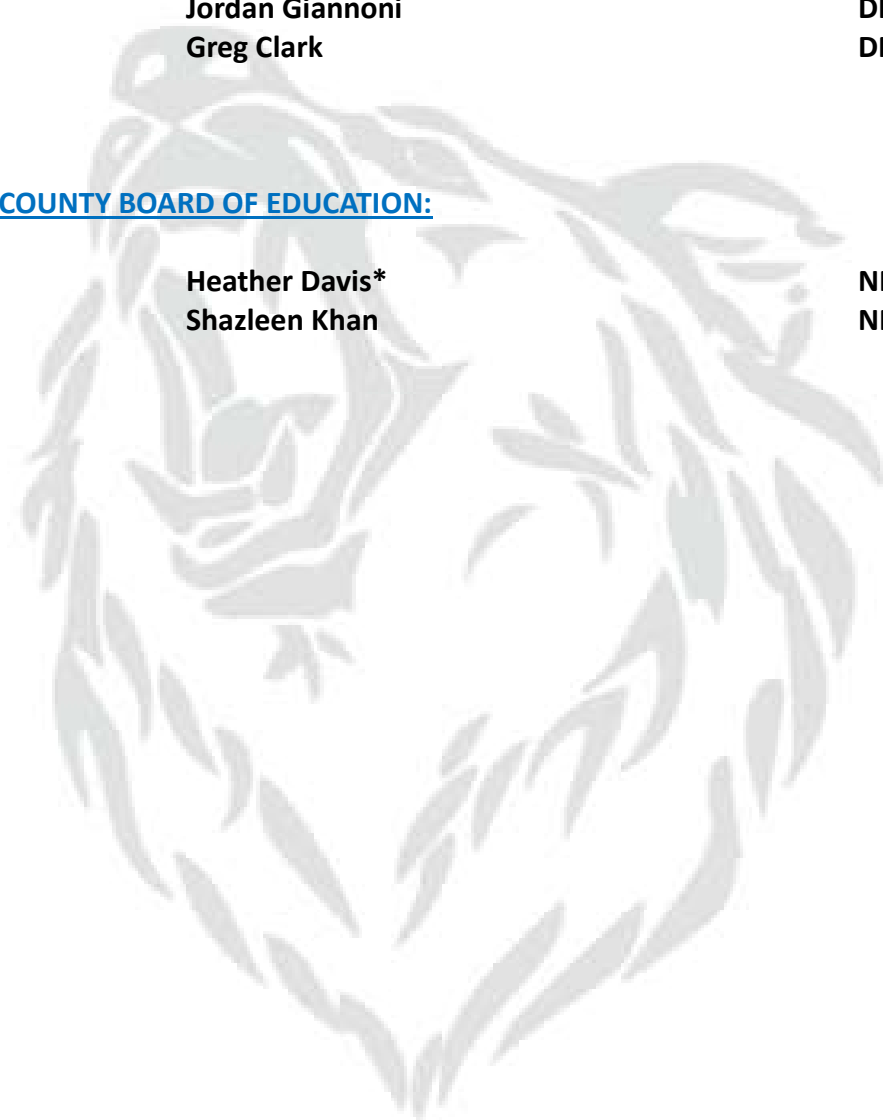 Jordan Giannoni
Greg Clark
COUNTY BOARD OF EDUCATION:
Heather Davis*
Shazleen Khan